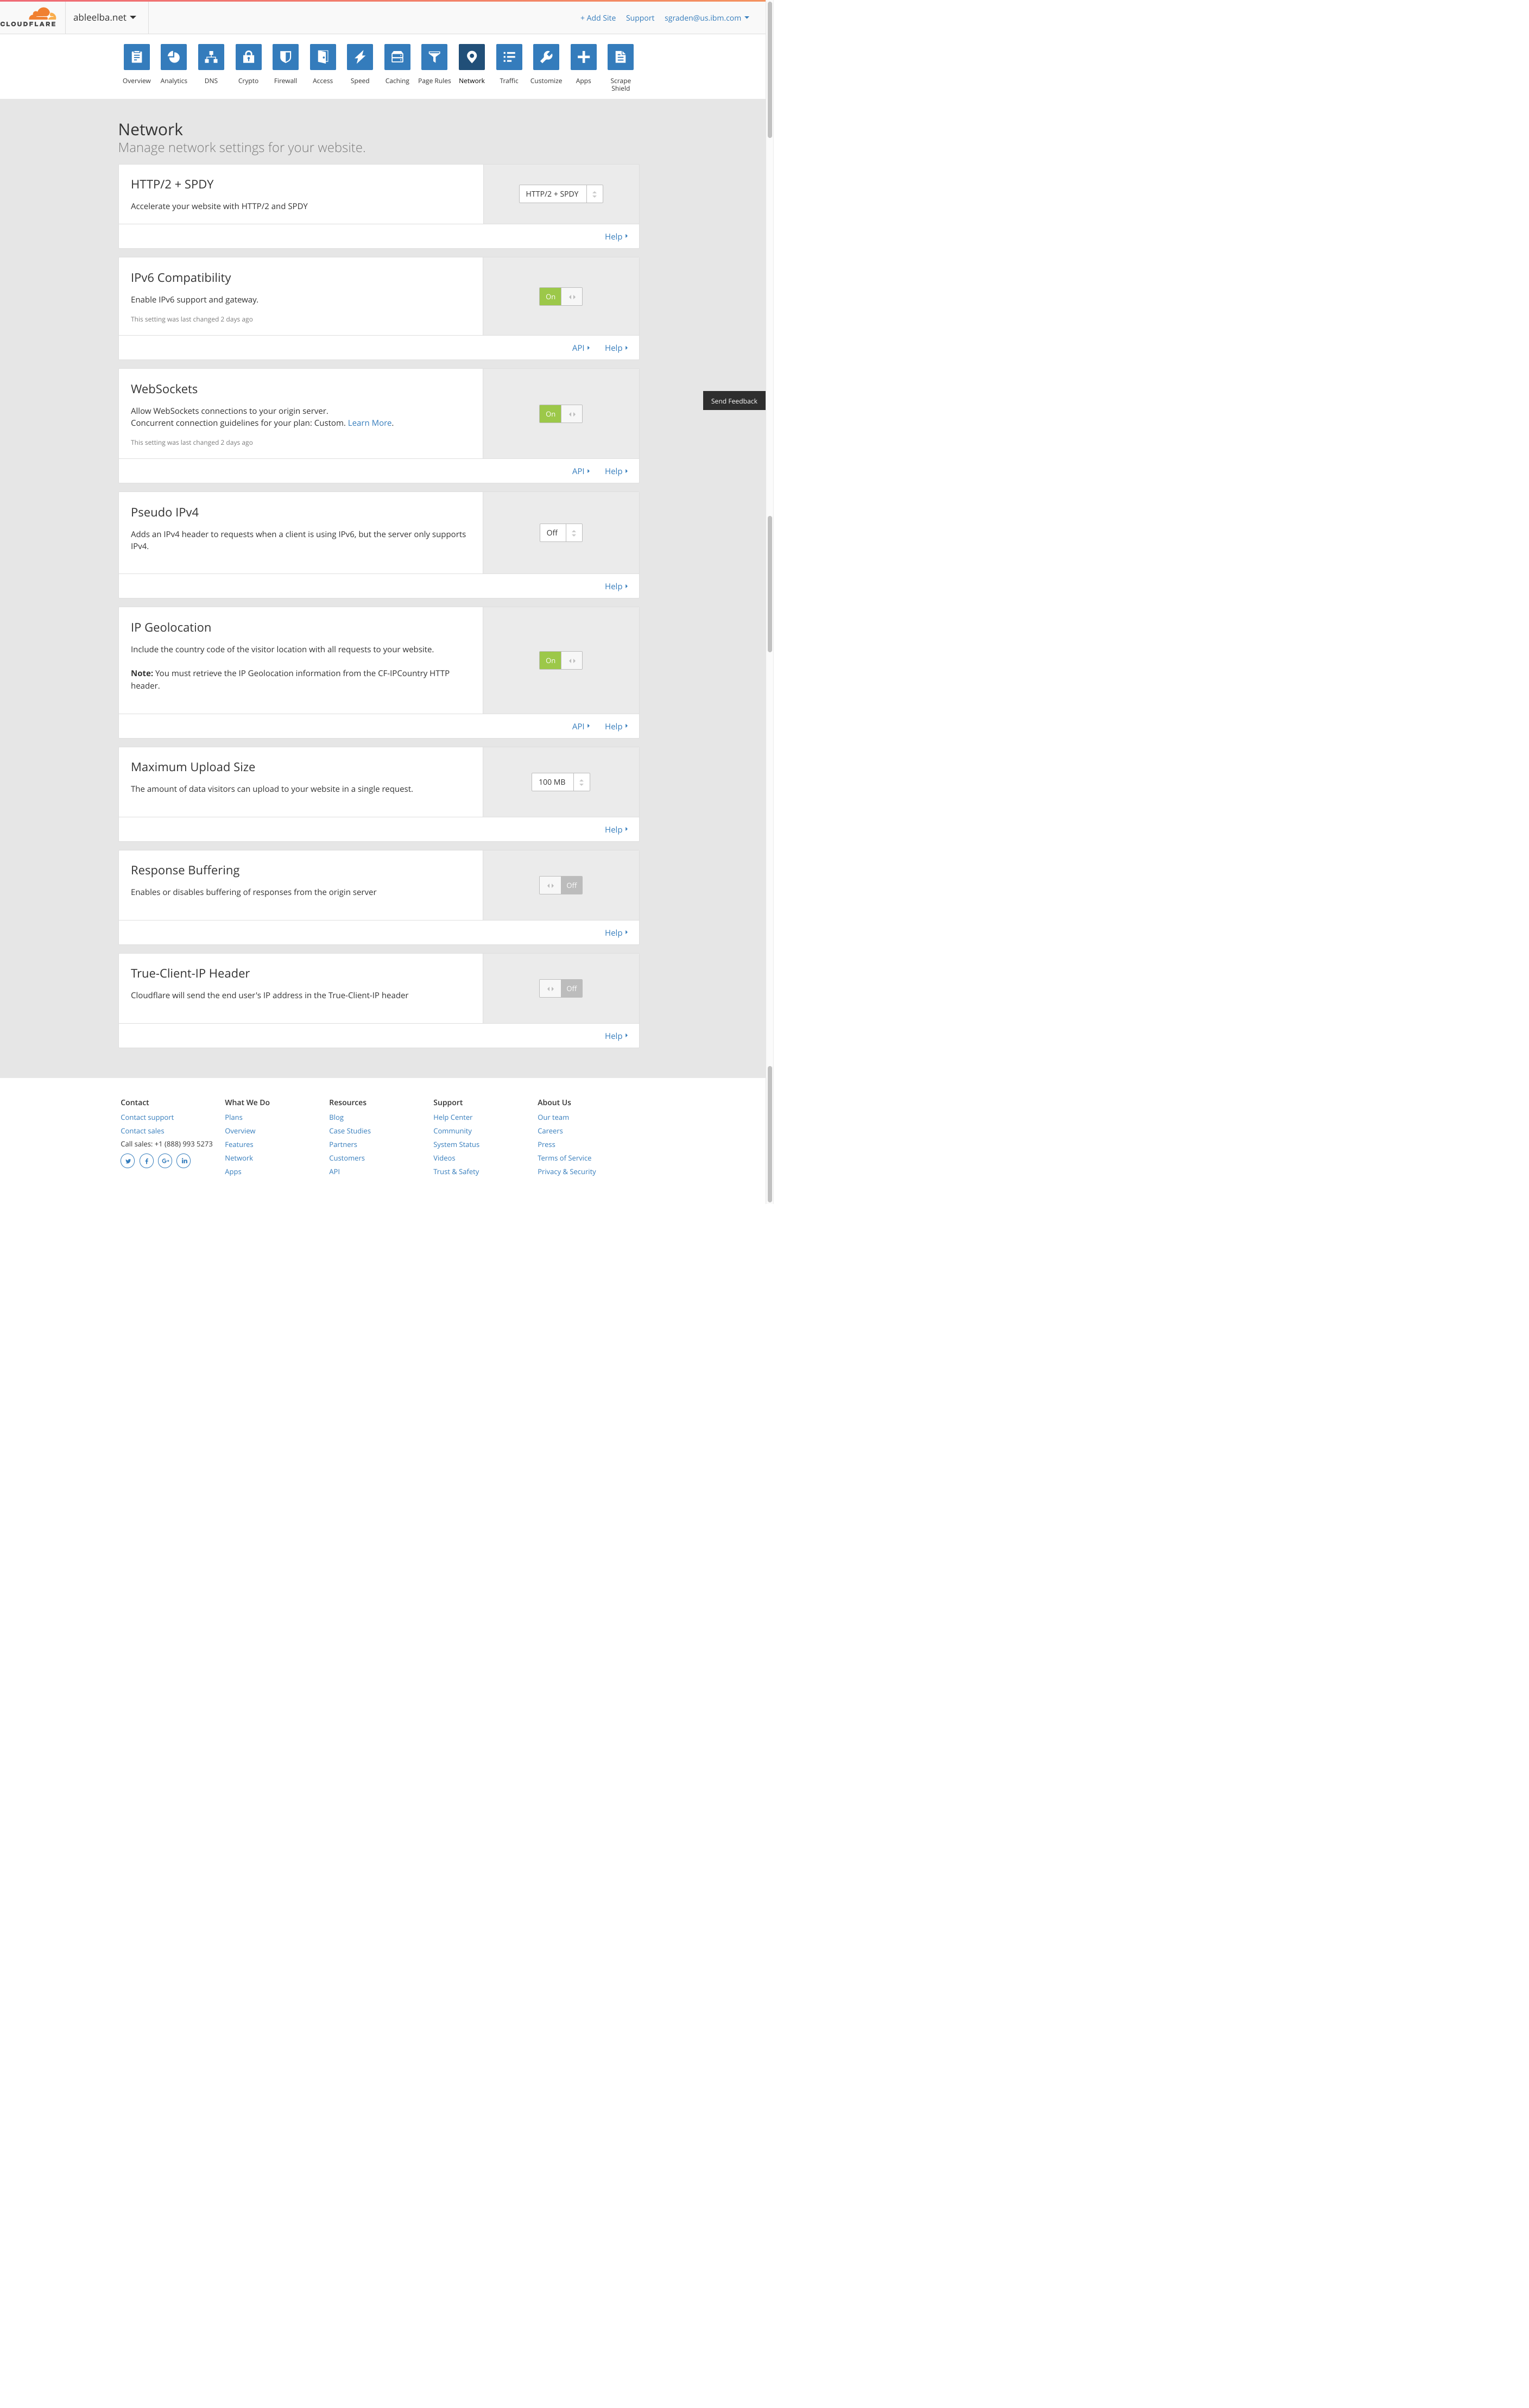 CLOUDFLARE
ableelba.net
+ Add Site Support sgraden@us.ibm.com
Overview Analytics DNS Crypto Firewall Access Speed Caching Page Rules Network Traffic Customize Apps Scrape
Shield
Network
Manage network settings for your website.
HTTP/2 + SPDY
Accelerate your website with HTTP/2 and SPDY
HTTP/2 + SPDY
Help
IPv6 Compatibility
Enable IPv6 support and gateway.
This setting was last changed 2 days ago
On
API Help
WebSockets
Allow WebSockets connections to your origin server.
Concurrent connection guidelines for your plan: Custom. Learn More.
This setting was last changed 2 days ago
On
API Help
Send Feedback
Pseudo IPv4
Adds an IPv4 header to requests when a client is using IPv6, but the server only supports
IPv4.
Off
Help
IP Geolocation
Include the country code of the visitor location with all requests to your website.
Note: You must retrieve the IP Geolocation information from the CF-IPCountry HTTP
header.
On
API Help
Maximum Upload Size
The amount of data visitors can upload to your website in a single request.
100 MB
Help
Response Buffering
Enables or disables buffering of responses from the origin server
Off
Help
True-Client-IP Header
Cloudflare will send the end user's IP address in the True-Client-IP header
Off
Help
Contact
Contact support
Contact sales
Call sales: +1 (888) 993 5273
What We Do
Plans
Overview
Features
Network
Apps
Resources
Blog
Case Studies
Partners
Customers
API
Support
Help Center
Community
System Status
Videos
Trust & Safety
About Us
Our team
Careers
Press
Terms of Service
Privacy & Security